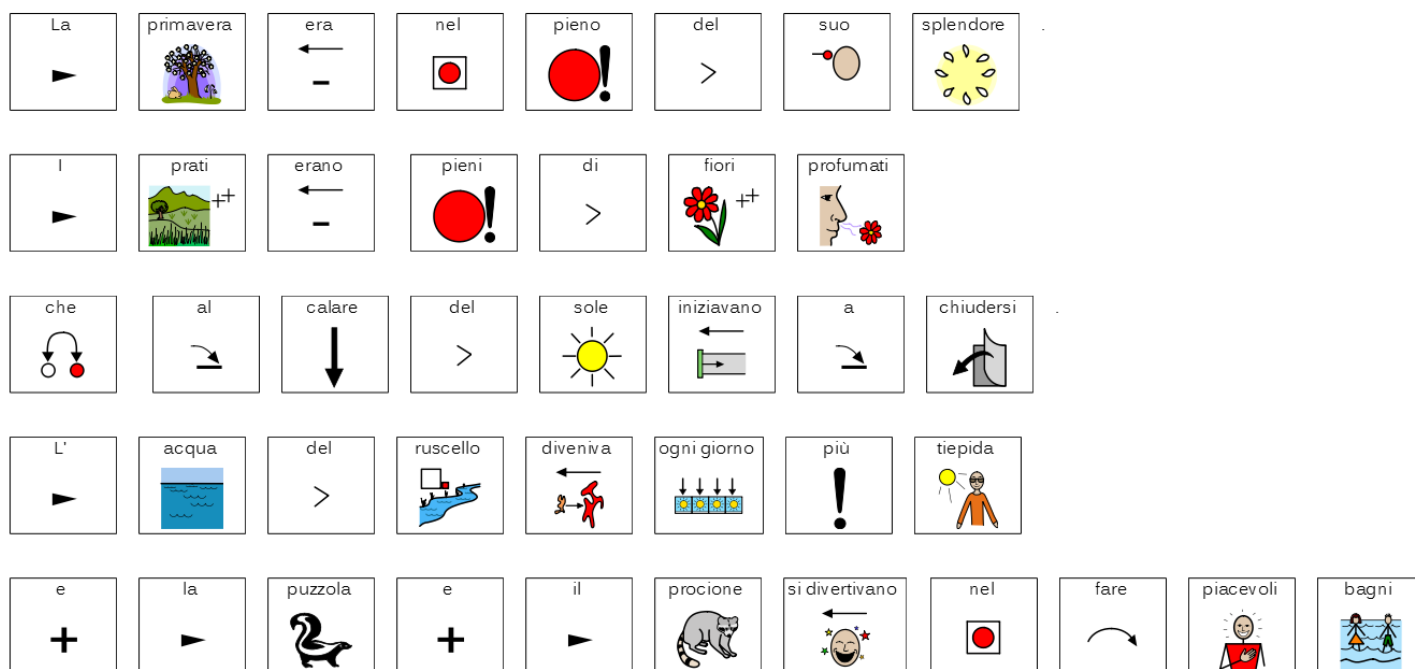 La primavera era nel pieno del suo splendore .
I prati erano pieni di fiori profumati
che al calare del sole iniziavano a chiudersi .
L' acqua del ruscello diveniva ogni giorno più tiepida
e la puzzola e il procione si divertivano nel fare piacevoli bagni